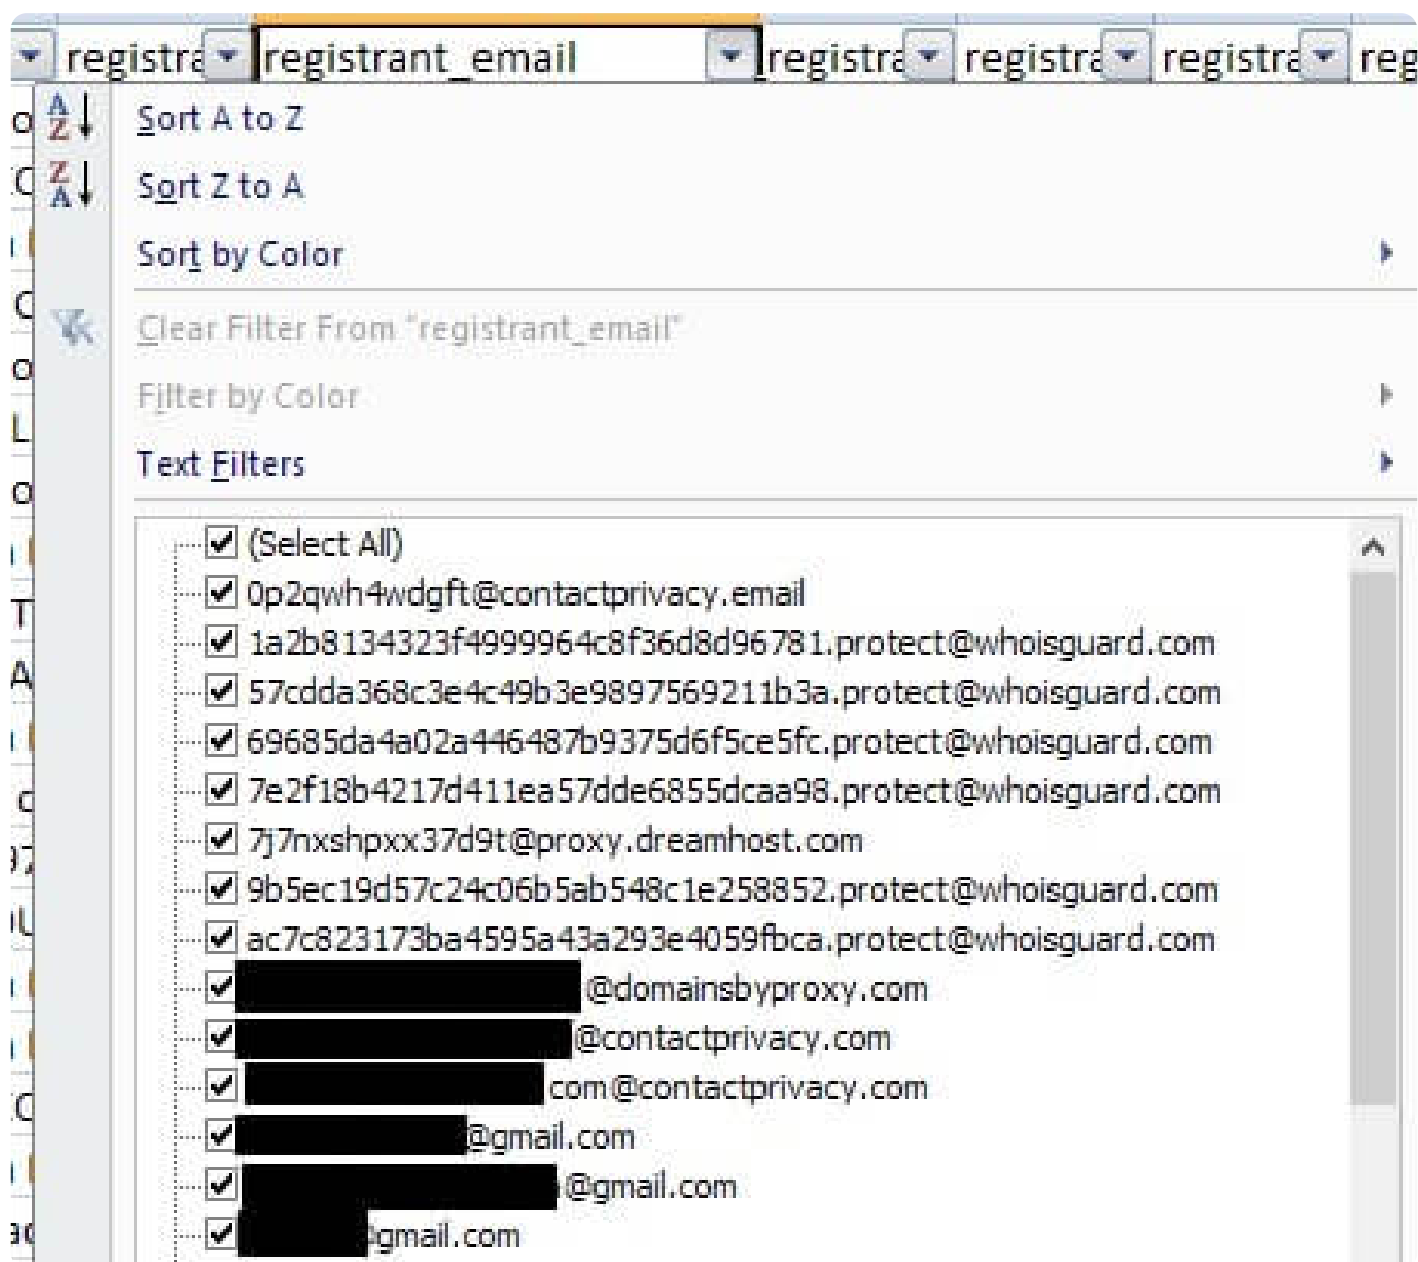 registra registrant_email registra registra registra reg
Sort A to Z
Sort Z to A
Sort by Color
Clear Filter From "registrant_email"
Filter by Color
Text Filters
(Select All)
0p2qwh4wdgft@contactprivacy.email
1a2b8134323f4999964c8f36d8d96781.protect@whoisguard.com
57cdda368c3e4c49b3e9897569211b3a.protect@whoisguard.com
69685da4a02a446487b9375d6f5ce5fc.protect@whoisguard.com
7e2f18b4217d411ea57dde6855dcaa98.protect@whoisguard.com
7j7nxshpxx37d9t@proxy.dreamhost.com
9b5ec19d57c24c06b5ab548c1e258852.protect@whoisguard.com
ac7c823173ba4595a43a293e4059fbca.protect@whoisguard.com
@domainsbyproxy.com
@contactprivacy.com
com@contactprivacy.com
@gmail.com
@gmail.com
gmail.com